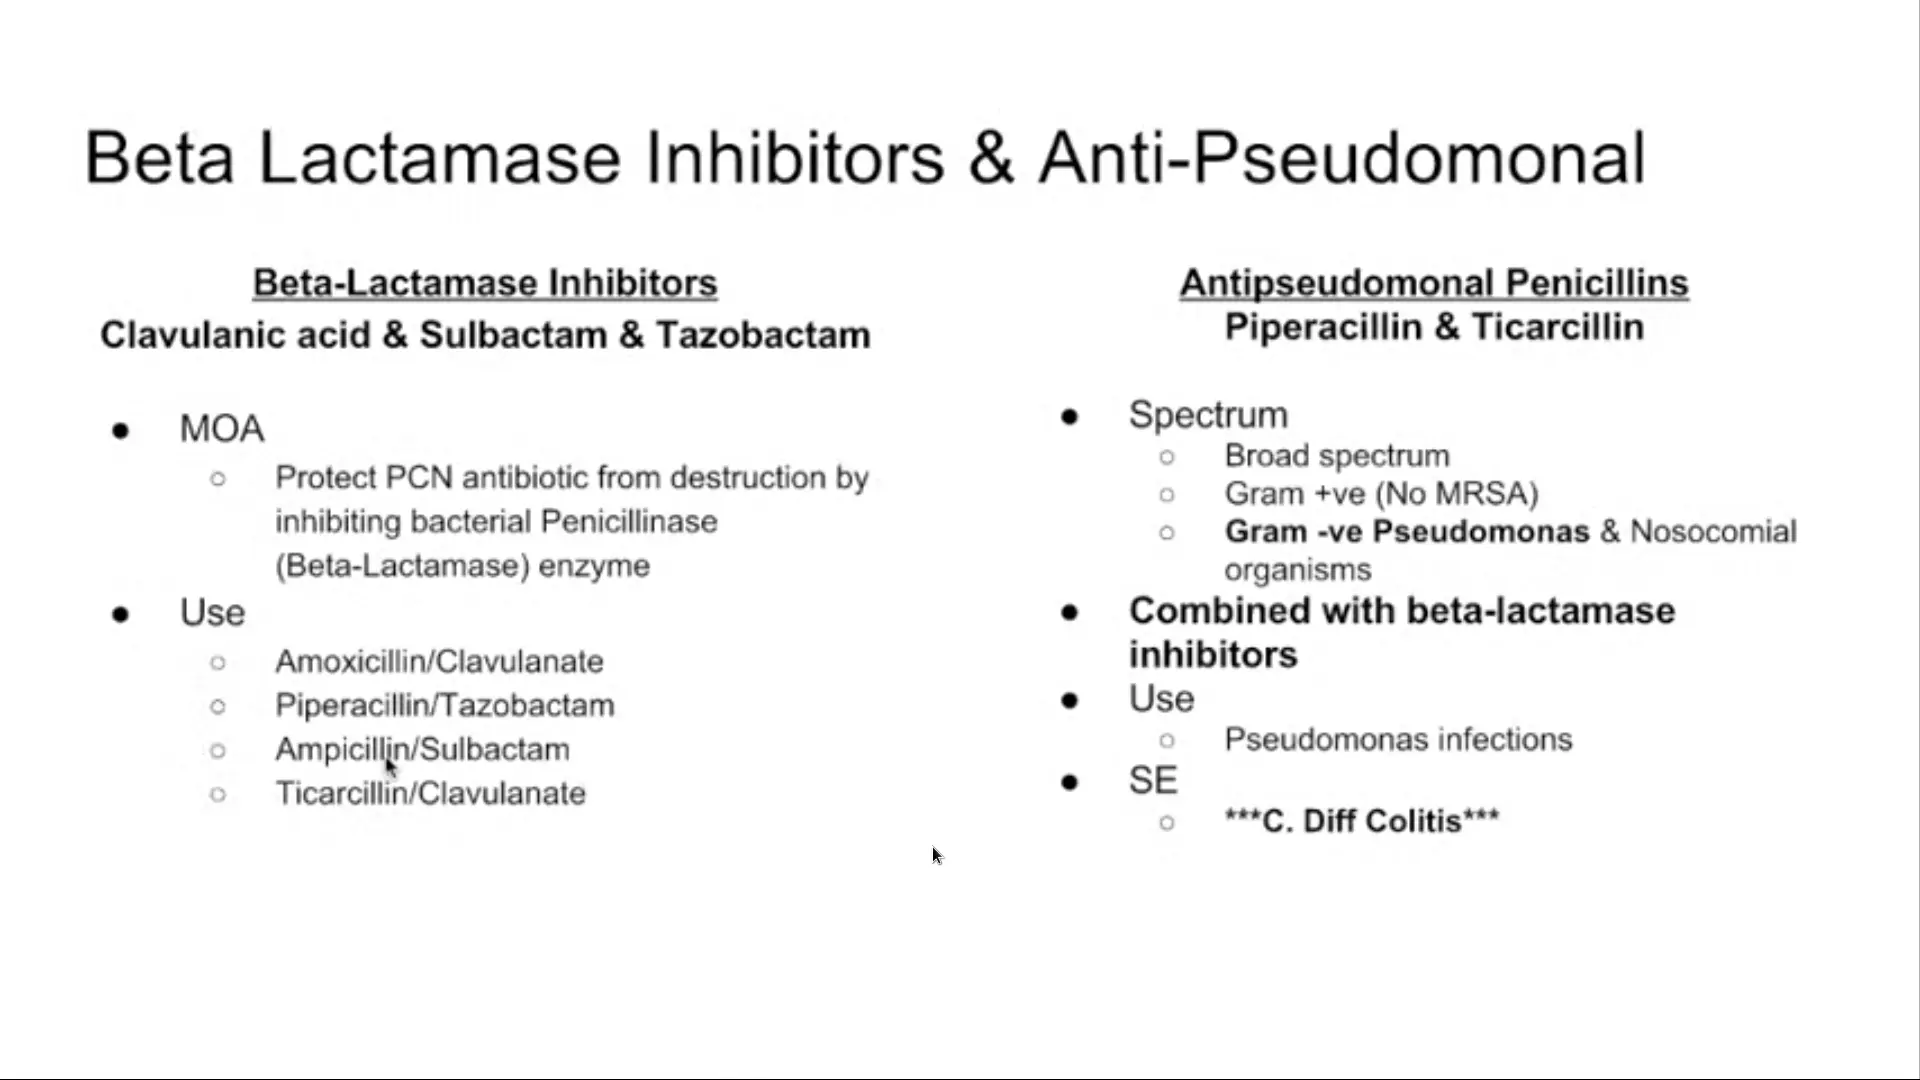 Beta Lactamase Inhibitors & Anti-Pseudomonal
Beta-Lactamase Inhibitors
Clavulanic acid & Sulbactam & Tazobactam
● MOA
○ Protect PCN antibiotic from destruction by
inhibiting bacterial Penicillinase
(Beta-Lactamase) enzyme
● Use
○ Amoxicillin/Clavulanate
○ Piperacillin/Tazobactam
○ Ampicillin/Sulbactam
○ Ticarcillin/Clavulanate
Antipseudomonal Penicillins
Piperacillin & Ticarcillin
● Spectrum
○ Broad spectrum
○ Gram +ve (No MRSA)
○ Gram -ve Pseudomonas & Nosocomial
organisms
● Combined with beta-lactamase
inhibitors
● Use
○ Pseudomonas infections
● SE
○ ***C. Diff Colitis***